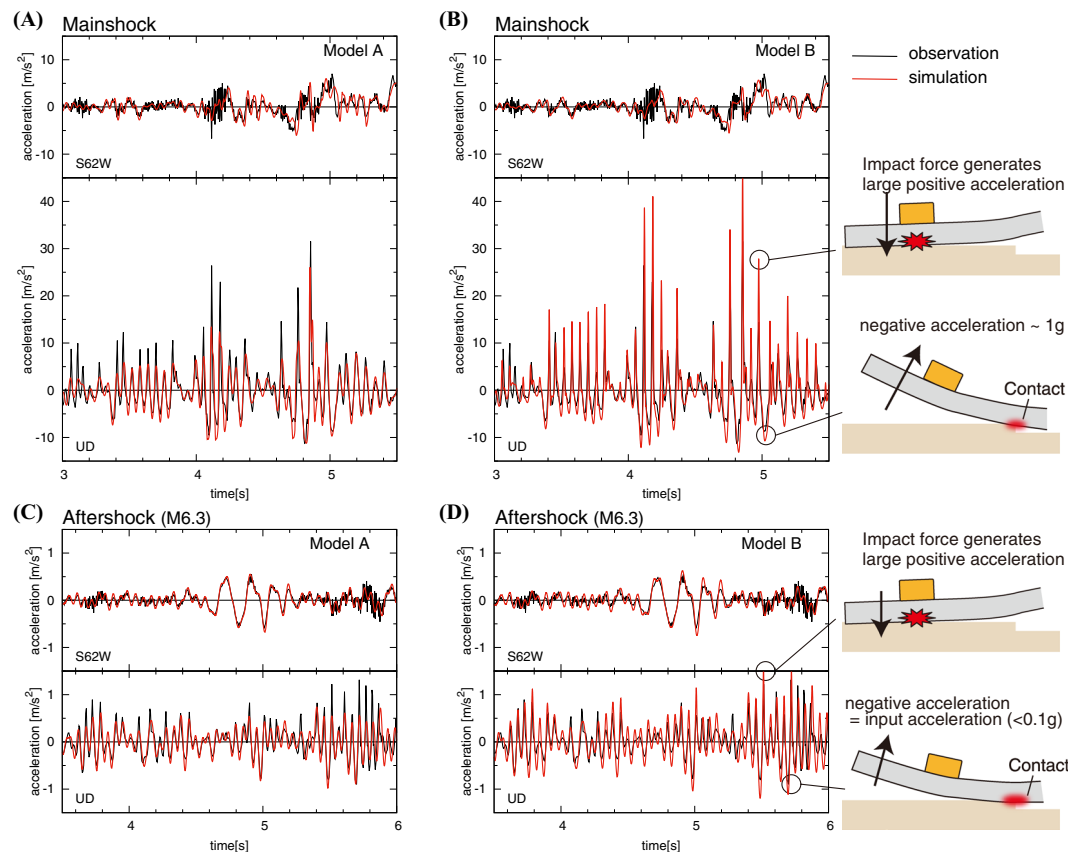 (A) Mainshock
Model A
acceleration [m/s²]
10
0
-10
S62W
acceleration [m/s²]
40
30
20
10
0
-10
UD
3 4 5
time[s]
(B) Mainshock
Model B
acceleration [m/s²]
10
0
-10
S62W
acceleration [m/s²]
40
30
20
10
0
-10
UD
3 4 5
time[s]
observation
simulation
Impact force generates
large positive acceleration
negative acceleration ~ 1g
Contact
(C) Aftershock (M6.3)
Model A
acceleration [m/s²]
1
0
-1
S62W
acceleration [m/s²]
1
0
-1
UD
4 5 6
time[s]
(D) Aftershock (M6.3)
Model B
acceleration [m/s²]
1
0
-1
S62W
acceleration [m/s²]
1
0
-1
UD
4 5 6
time[s]
Impact force generates
large positive acceleration
negative acceleration
= input acceleration (<0.1g)
Contact